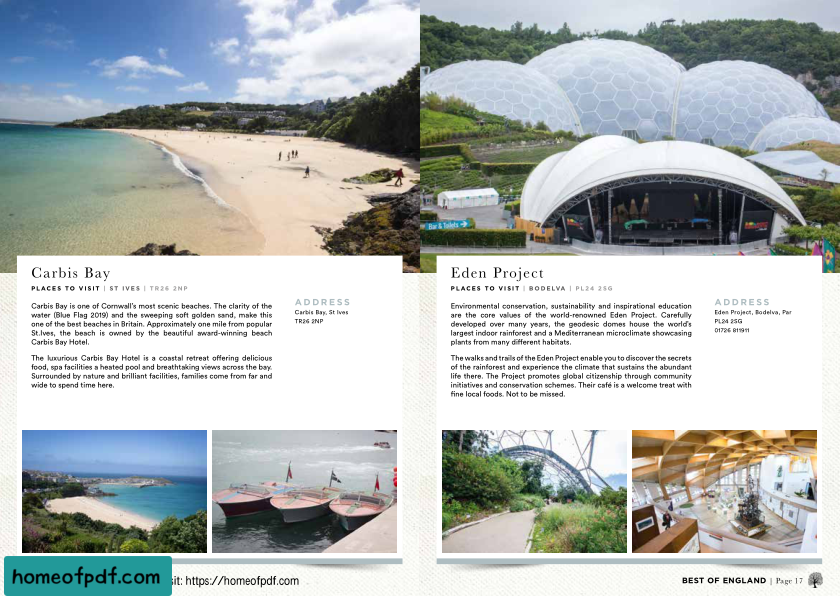 Bar & Toilets
Carbis Bay
PLACES TO VISIT | ST IVES | TR26 2NP
Carbis Bay is one of Cornwall's most scenic beaches. The clarity of the
water (Blue Flag 2019) and the sweeping soft golden sand, make this
one of the best beaches in Britain. Approximately one mile from popular
St.Ives, the beach is owned by the beautiful award-winning beach
Carbis Bay Hotel.
The luxurious Carbis Bay Hotel is a coastal retreat offering delicious
food, spa facilities a heated pool and breathtaking views across the bay.
Surrounded by nature and brilliant facilities, families come from far and
wide to spend time here.
ADDRESS
Carbis Bay, St Ives
TR26 2NP
Eden Project
PLACES TO VISIT | BODELVA | PL24 2SG
Environmental conservation, sustainability and inspirational education
are the core values of the world-renowned Eden Project. Carefully
developed over many years, the geodesic domes house the world's
largest indoor rainforest and a Mediterranean microclimate showcasing
plants from many different habitats.
The walks and trails of the Eden Project enable you to discover the secrets
of the rainforest and experience the climate that sustains the abundant
life there. The Project promotes global citizenship through community
initiatives and conservation schemes. Their café is a welcome treat with
fine local foods. Not to be missed.
ADDRESS
Eden Project, Bodelva, Par
PL24 2SG
01726 811911
homeofpdf.com
sit: https://homeofpdf.com
BEST OF ENGLAND | Page 17